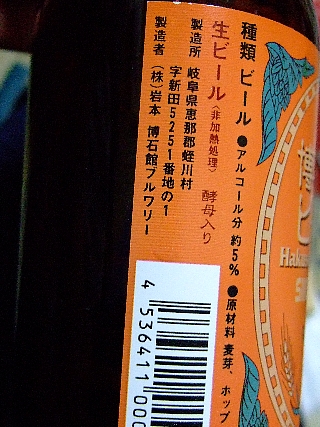 種類 ビール ●アルコール分 約5% ●原材料 麦芽、ホップ
生ビール〈非加熱処理〉 酵母入り
製造所 岐阜県恵那郡蛭川村
字新田5251番地の1
製造者 (株)岩本 博石館ブルワリー
4 536411 000
博
Haku